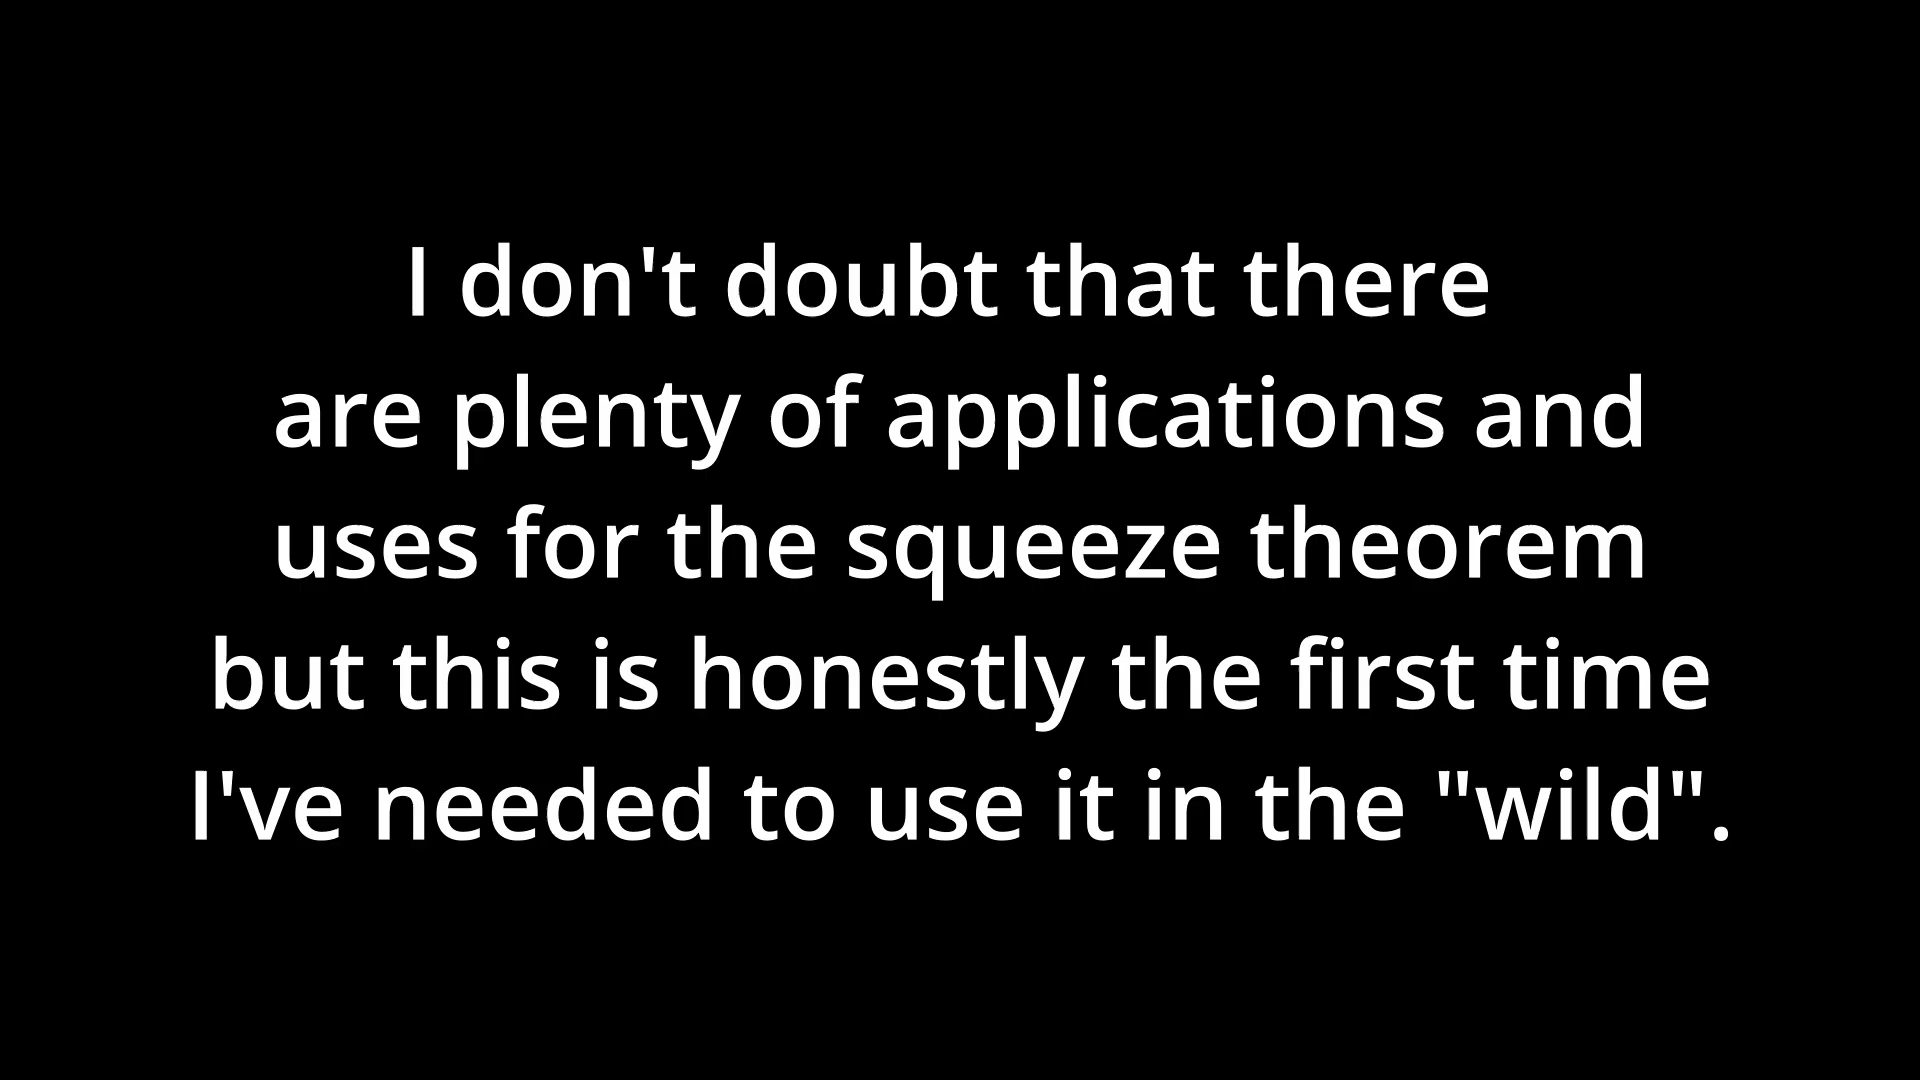 I don't doubt that there
are plenty of applications and
uses for the squeeze theorem
but this is honestly the first time
I've needed to use it in the "wild".